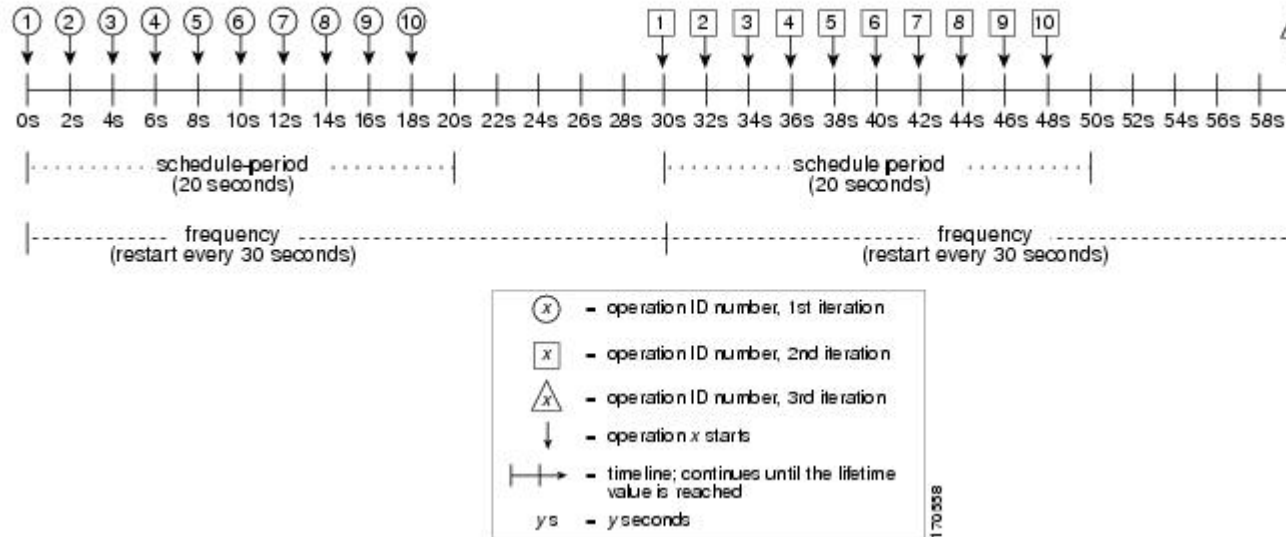 1 2 3 4 5 6 7 8 9 10 1 2 3 4 5 6 7 8 9 10
0s 2s 4s 6s 8s 10s 12s 14s 16s 18s 20s 22s 24s 26s 28s 30s 32s 34s 36s 38s 40s 42s 44s 46s 48s 50s 52s 54s 56s 58s
schedule-period
(20 seconds)
schedule period
(20 seconds)
frequency
(restart every 30 seconds)
frequency
(restart every 30 seconds)
x = operation ID number, 1st iteration
x = operation ID number, 2nd iteration
x = operation ID number, 3rd iteration
= operation x starts
= timeline; continues until the lifetime
value is reached
y s = y seconds
170558